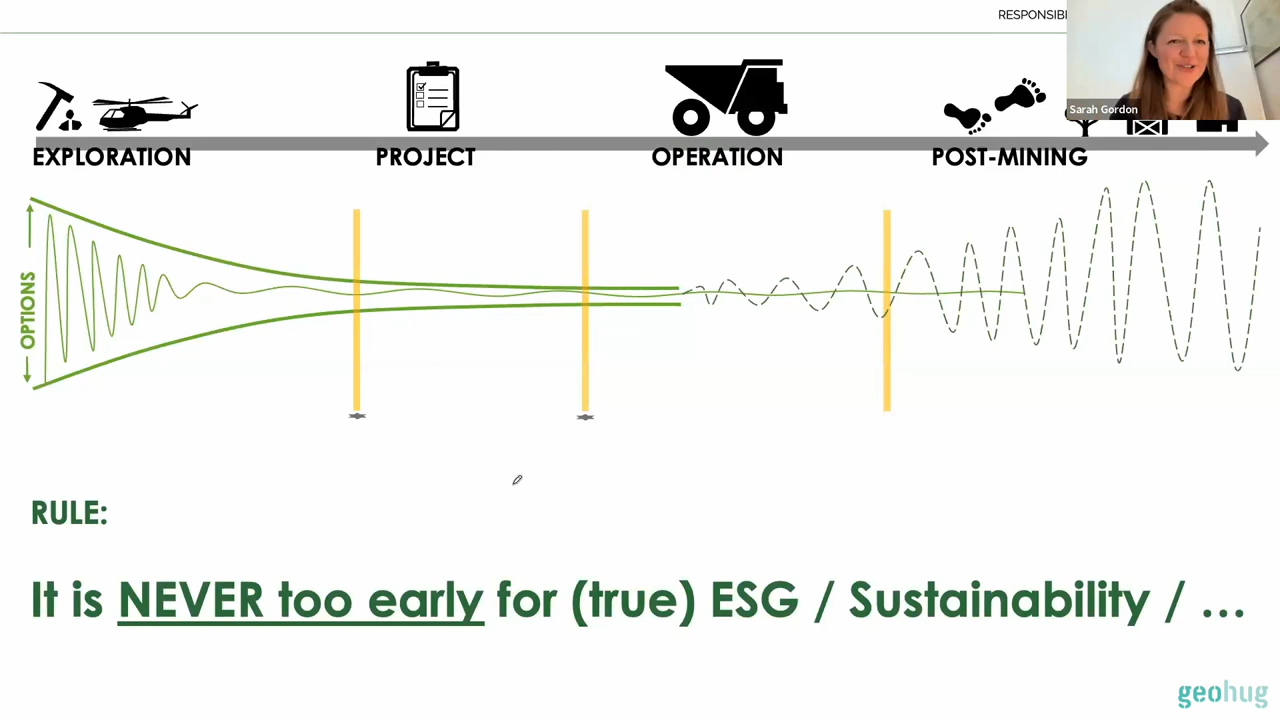 RESPONSIBI
Sarah Gordon
EXPLORATION
PROJECT
OPERATION
POST-MINING
OPTIONS
RULE:
It is NEVER too early for (true) ESG / Sustainability / ...
geohug